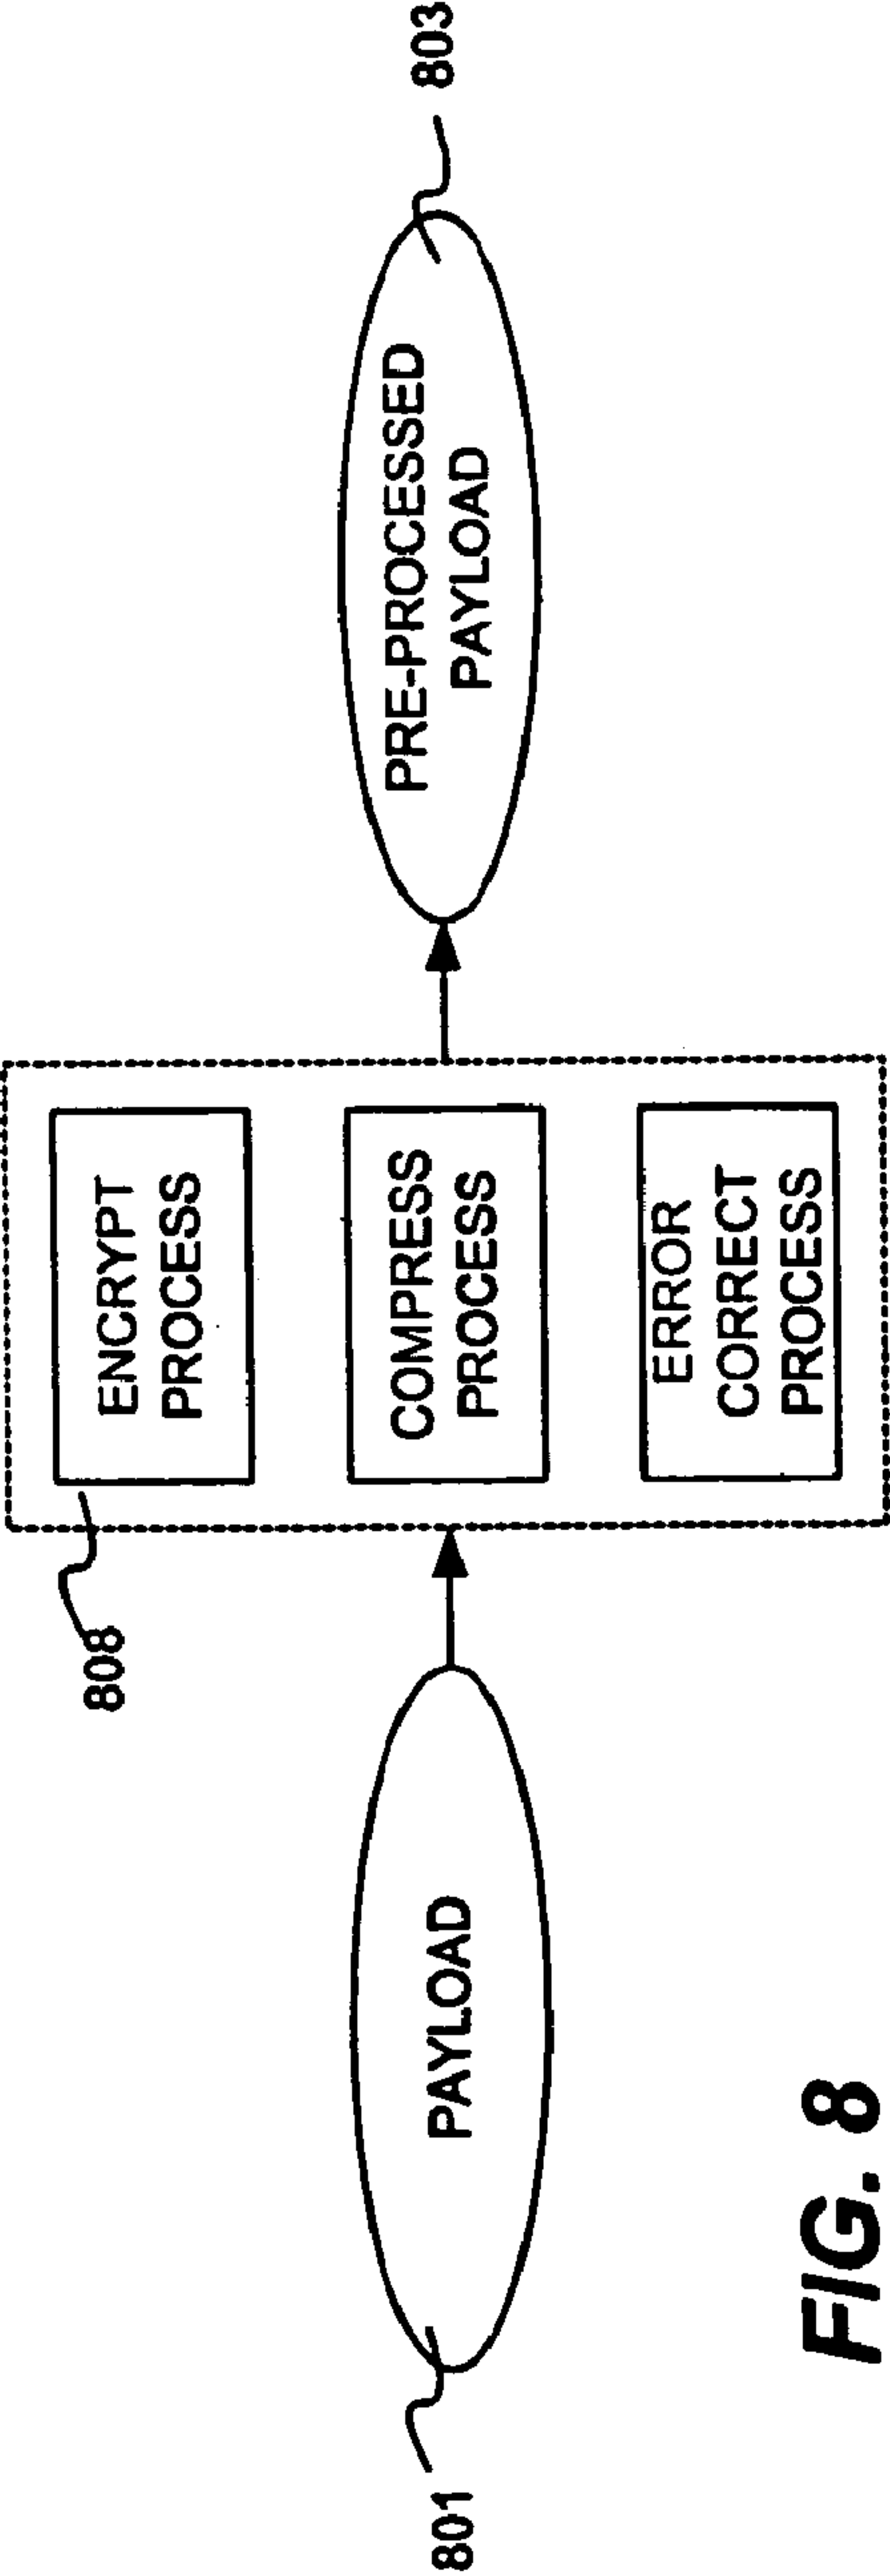 801
PAYLOAD
808
ENCRYPT
PROCESS
COMPRESS
PROCESS
ERROR
CORRECT
PROCESS
PRE-PROCESSED
PAYLOAD
803
FIG. 8